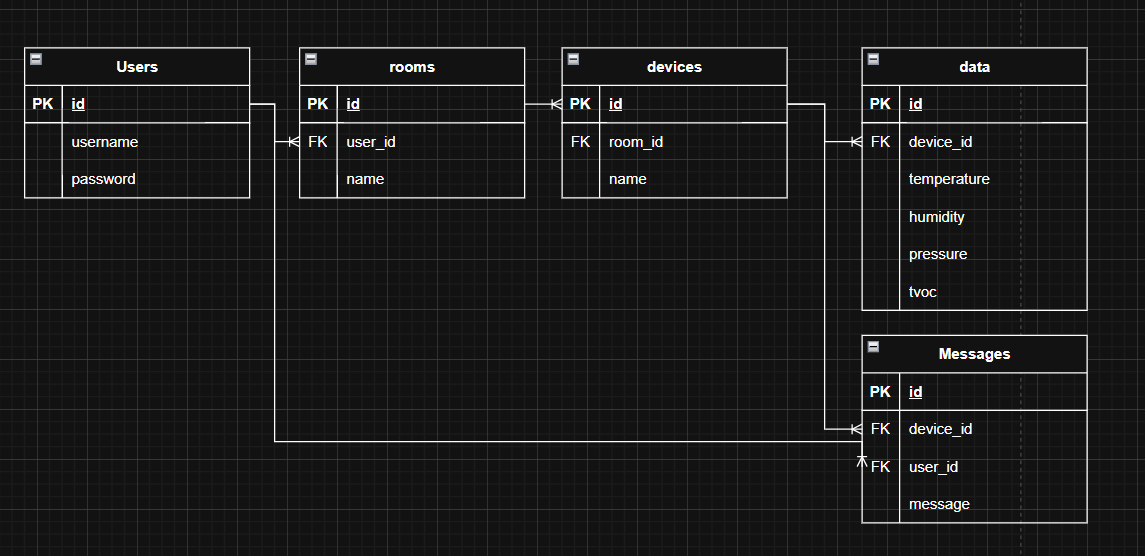 Users
PK id
username
password
rooms
PK id
FK user_id
name
devices
PK id
FK room_id
name
data
PK id
FK device_id
temperature
humidity
pressure
tvoc
Messages
PK id
FK device_id
FK user_id
message